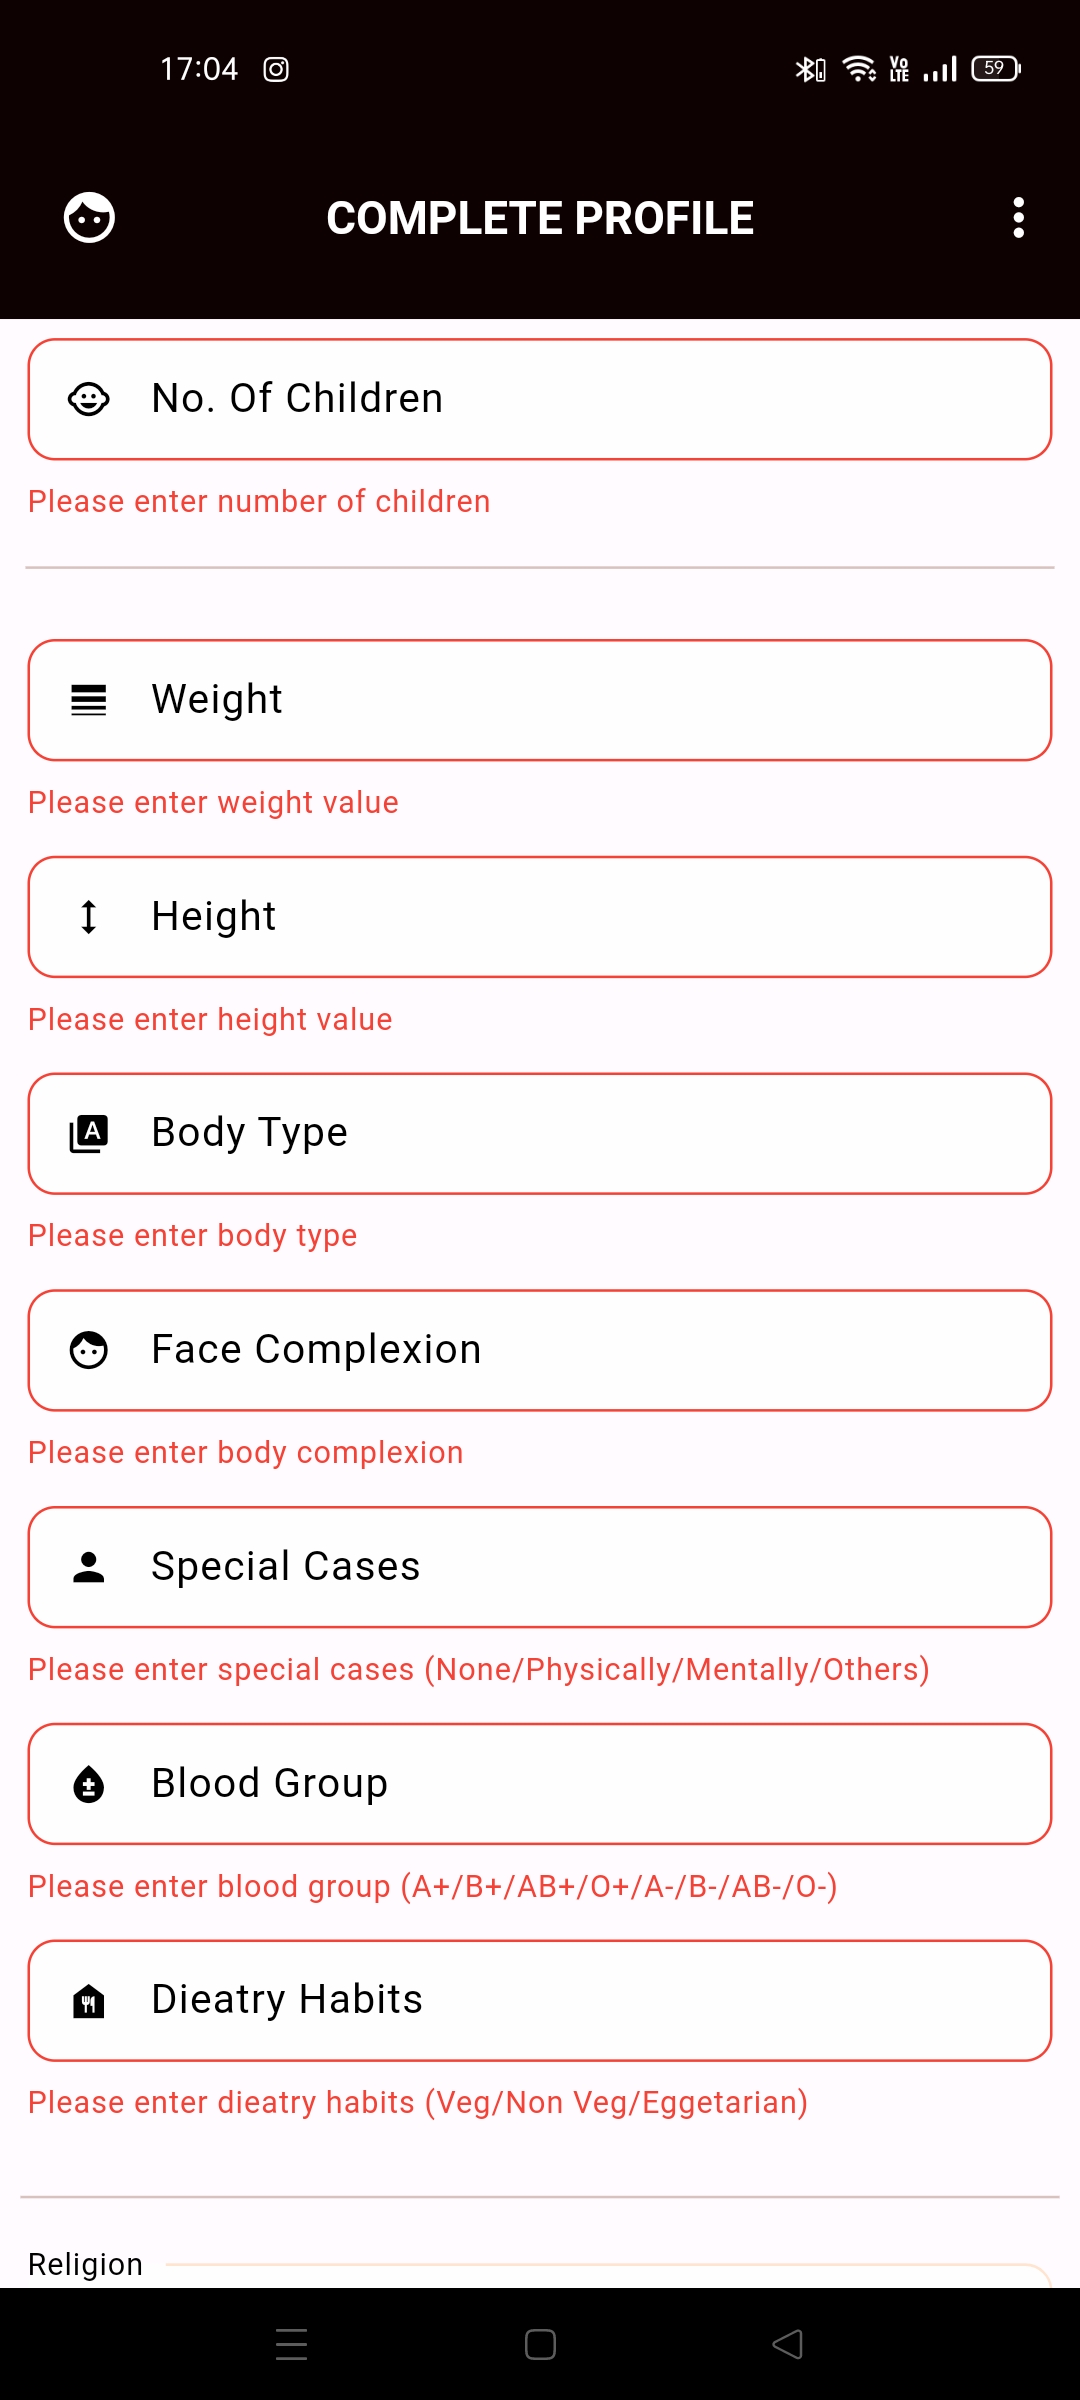 17:04
Vo LTE
59
COMPLETE PROFILE
No. Of Children
Please enter number of children
Weight
Please enter weight value
Height
Please enter height value
A
Body Type
Please enter body type
Face Complexion
Please enter body complexion
Special Cases
Please enter special cases (None/Physically/Mentally/Others)
Blood Group
Please enter blood group (A+/B+/AB+/O+/A-/B-/AB-/O-)
Dieatry Habits
Please enter dieatry habits (Veg/Non Veg/Eggetarian)
Religion